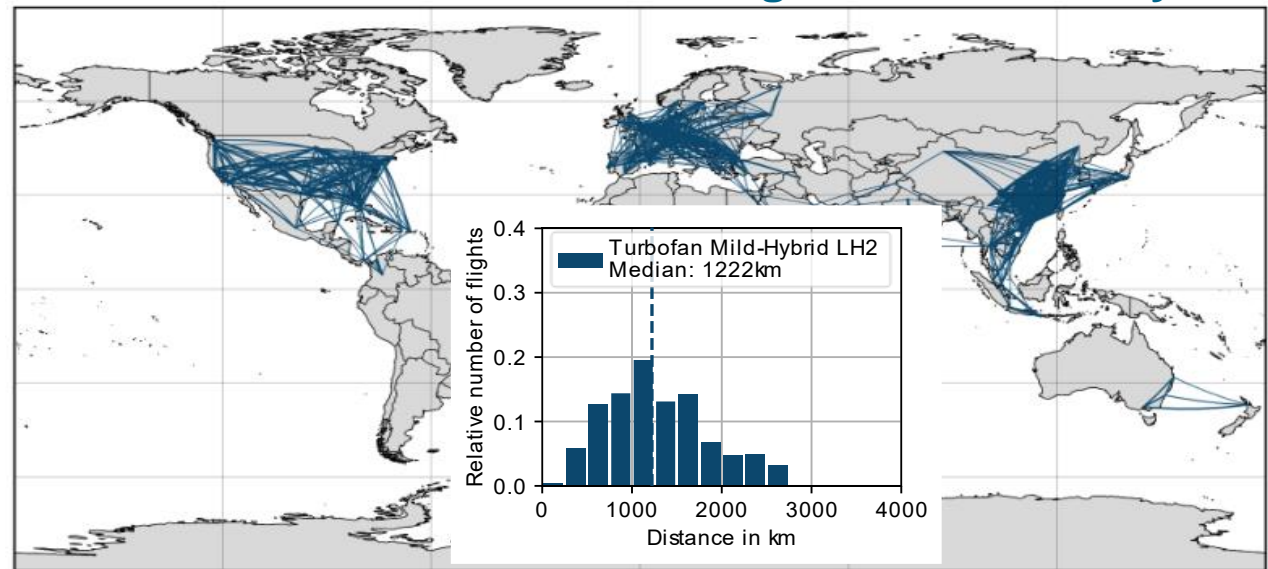 0.4
0.3
0.2
0.1
0.0
Relative number of flights
Turbofan Mild-Hybrid LH2
Median: 1222km
0 1000 2000 3000 4000
Distance in km